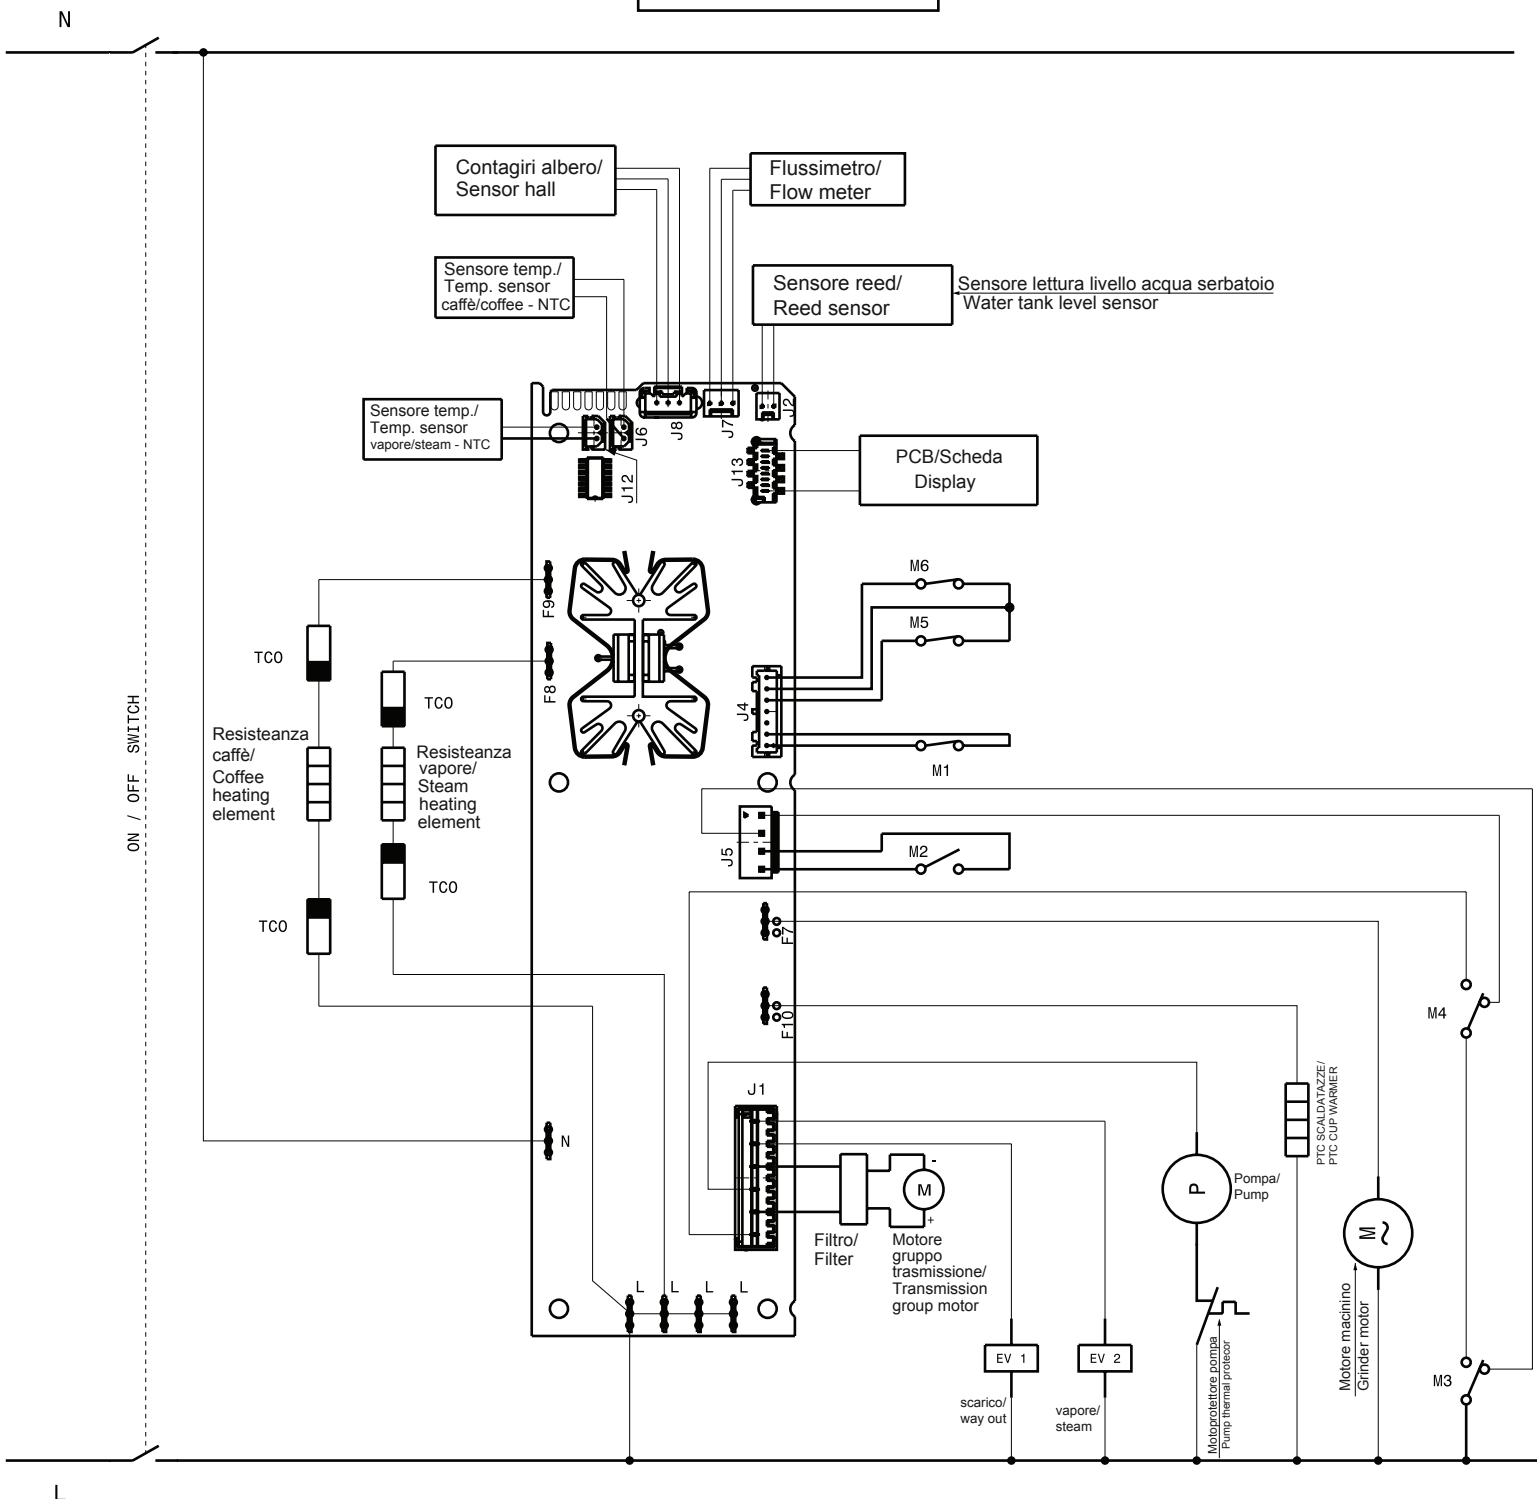 N
Contagiri albero/
Sensor hall
Flussimetro/
Flow meter
Sensore temp./
Temp. sensor
caffè/coffee - NTC
Sensore reed/
Reed sensor
Sensore lettura livello acqua serbatoio
Water tank level sensor
Sensore temp./
Temp. sensor
vapore/steam - NTC
J6
J8
J7
J2
J12
J13
PCB/Scheda
Display
F9
F8
M6
M5
J4
M1
TCO
TCO
Resisteanza
caffè/
Coffee
heating
element
Resisteanza
vapore/
Steam
heating
element
ON / OFF SWITCH
J5
M2
TCO
TCO
F7
F10
M4
J1
N
PTC SCALDATAZZE/
PTC CUP WARMER
P
Pompa/
Pump
M
-
+
M
~
Filtro/
Filter
Motore
gruppo
trasmissione/
Transmission
group motor
L
L
L
L
EV 1
EV 2
scarico/
way out
vapore/
steam
Motoprotettore pompa
Pump thermal protecor
Motore macinino
Grinder motor
M3
L